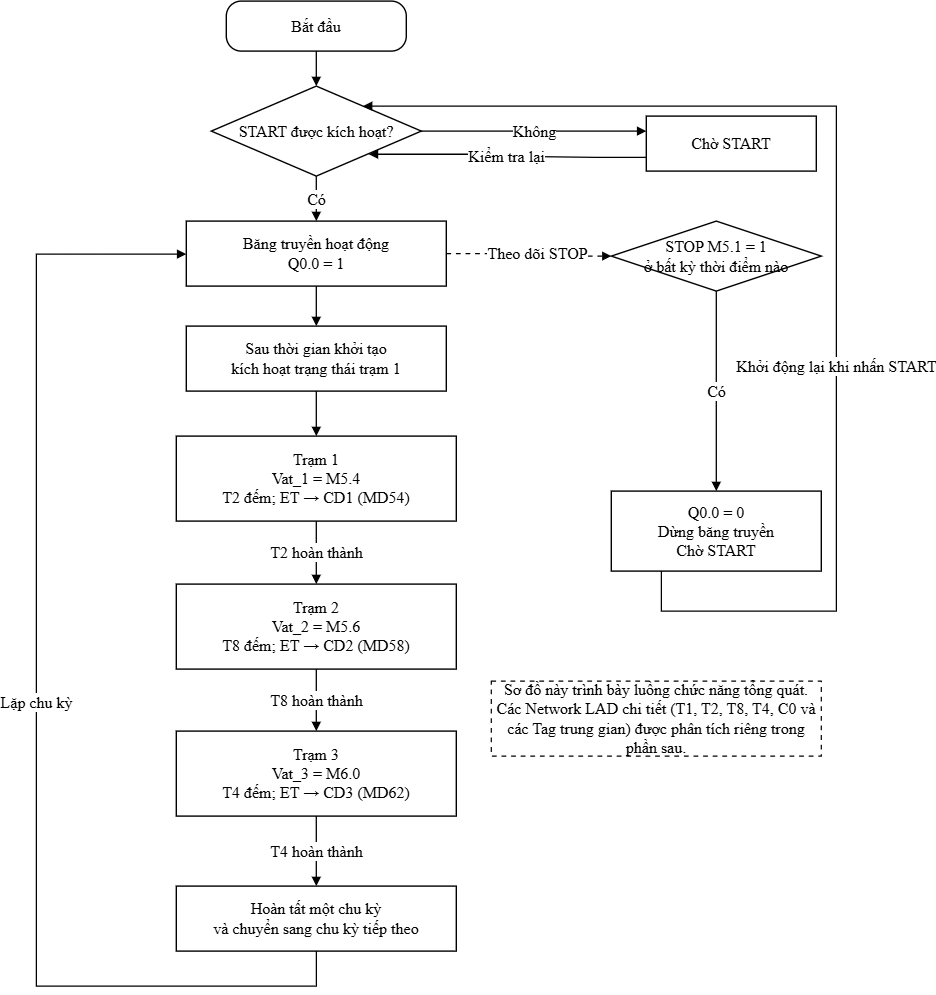 Bắt đầu
START được kích hoạt?
Không
Chờ START
Kiểm tra lại
Có
Băng truyền hoạt động
Q0.0 = 1
Theo dõi STOP
STOP M5.1 = 1
ở bất kỳ thời điểm nào
Sau thời gian khởi tạo
kích hoạt trạng thái trạm 1
Khởi động lại khi nhấn START
Có
Trạm 1
Vat_1 = M5.4
T2 đếm; ET → CD1 (MD54)
Q0.0 = 0
Dừng băng truyền
Chờ START
T2 hoàn thành
Trạm 2
Vat_2 = M5.6
T8 đếm; ET → CD2 (MD58)
T8 hoàn thành
Lặp chu kỳ
Sơ đồ này trình bày luồng chức năng tổng quát.
Các Network LAD chi tiết (T1, T2, T8, T4, C0 và
các Tag trung gian) được phân tích riêng trong
phần sau.
Trạm 3
Vat_3 = M6.0
T4 đếm; ET → CD3 (MD62)
T4 hoàn thành
Hoàn tất một chu kỳ
và chuyển sang chu kỳ tiếp theo